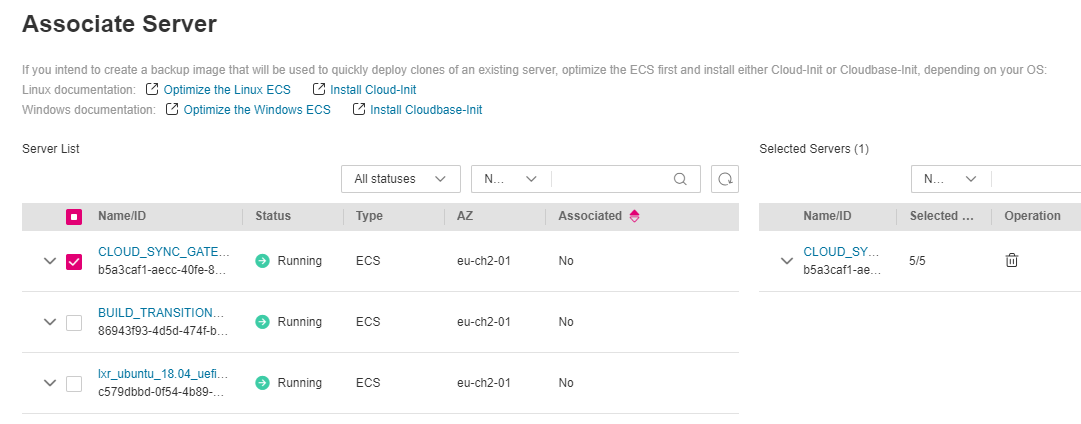 Associate Server
If you intend to create a backup image that will be used to quickly deploy clones of an existing server, optimize the ECS first and install either Cloud-Init or Cloudbase-Init, depending on your OS:
Linux documentation: Optimize the Linux ECS Install Cloud-Init
Windows documentation: Optimize the Windows ECS Install Cloudbase-Init
Server List
Selected Servers (1)
All statuses N...
N...
Name/ID Status Type AZ Associated
Name/ID Selected ... Operation
CLOUD_SYNC_GATE...
b5a3caf1-aecc-40fe-8...
Running ECS eu-ch2-01 No
CLOUD_SY...
b5a3caf1-ae...
5/5
BUILD_TRANSITION...
86943f93-4d5d-474f-b...
Running ECS eu-ch2-01 No
lxr_ubuntu_18.04_uefi...
c579dbbd-0f54-4b89-...
Running ECS eu-ch2-01 No